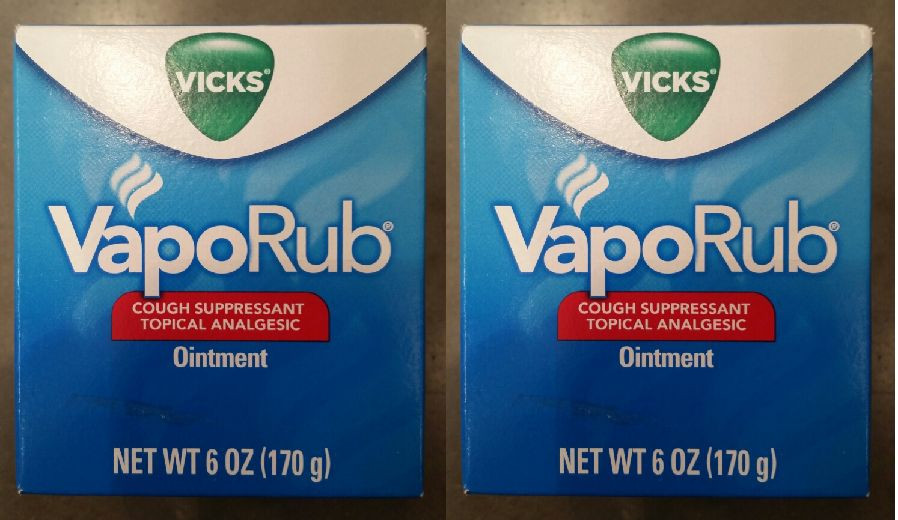 VICKS®
VapoRub®
COUGH SUPPRESSANT
TOPICAL ANALGESIC
Ointment
NET WT 6 OZ (170 g)
VICKS®
VapoRub®
COUGH SUPPRESSANT
TOPICAL ANALGESIC
Ointment
NET WT 6 OZ (170 g)